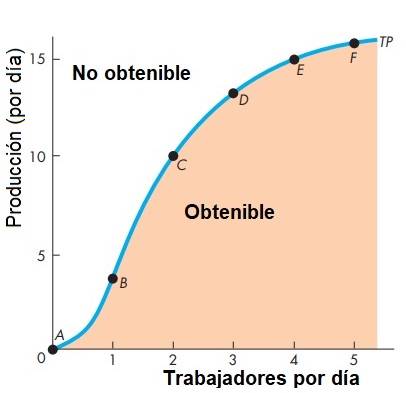 Producción (por día)
15
10
5
0
No obtenible
Obtenible
A
B
C
D
E
F
TP
1
2
3
4
5
Trabajadores por día